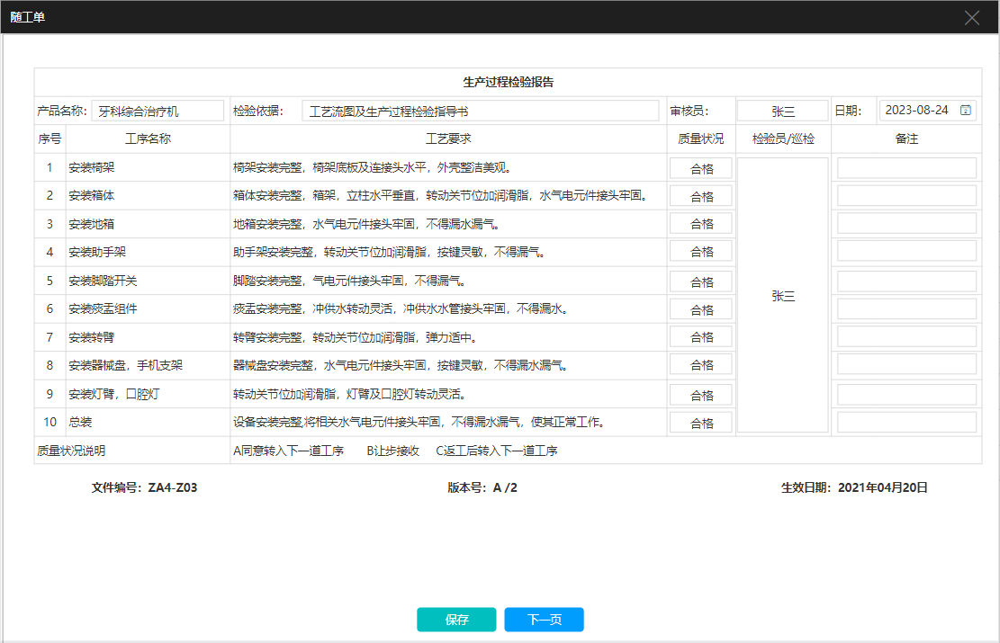 随工单
生产过程检验报告
产品名称： 牙科综合治疗机 检验依据： 工艺流图及生产过程检验指导书 审核员： 张三 日期： 2023-08-24
序号 工序名称 工艺要求 质量状况 检验员/巡检 备注
1 安装椅架 椅架安装完整，椅架底板及连接头水平，外壳整洁美观。 合格
2 安装箱体 箱体安装完整，箱架，立柱水平垂直，转动关节位加润滑脂，水气电元件接头牢固。 合格
3 安装地箱 地箱安装完整，水气电元件接头牢固，不得漏水漏气。 合格
4 安装助手架 助手架安装完整，转动关节位加润滑脂，按键灵敏，不得漏气。 合格
5 安装脚踏开关 脚踏安装完整，气电元件接头牢固，不得漏气。 合格
张三
6 安装痰盂组件 痰盂安装完整，冲供水转动灵活，冲供水水管接头牢固，不得漏水。 合格
7 安装转臂 转臂安装完整，转动关节位加润滑脂，弹力适中。 合格
8 安装器械盘，手机支架 器械盘安装完整，水气电元件接头牢固，按键灵敏，不得漏水漏气。 合格
9 安装灯臂，口腔灯 转动关节位加润滑脂，灯臂及口腔灯转动灵活。 合格
10 总装 设备安装完整,将相关水气电元件接头牢固，不得漏水漏气，使其正常工作。 合格
质量状况说明 A同意转入下一道工序 B让步接收 C返工后转入下一道工序
文件编号：ZA4-Z03 版本号：A /2 生效日期：2021年04月20日
保存 下一页